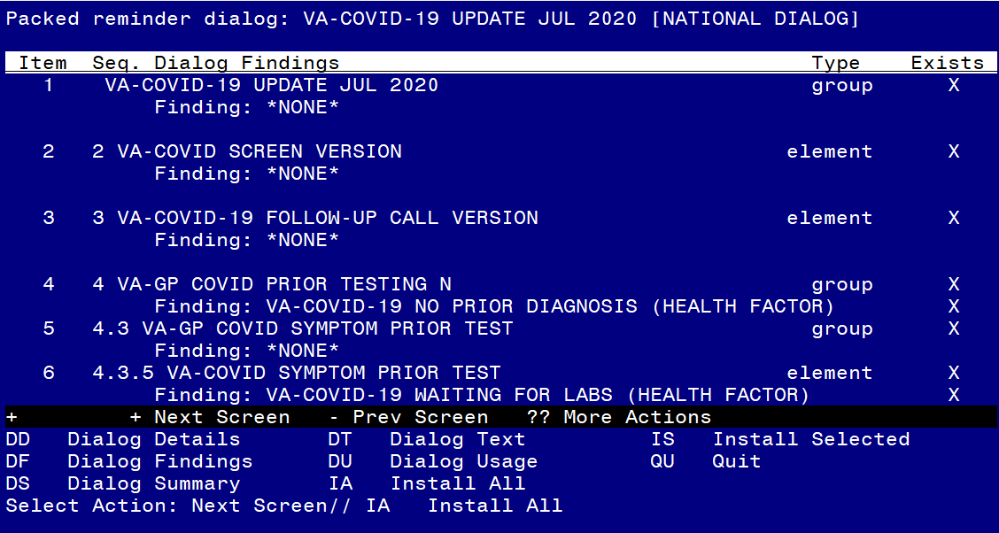 Packed reminder dialog: VA-COVID-19 UPDATE JUL 2020 [NATIONAL DIALOG]
Item Seq. Dialog Findings Type Exists
1 VA-COVID-19 UPDATE JUL 2020 group X
Finding: *NONE*
2 2 VA-COVID SCREEN VERSION element X
Finding: *NONE*
3 3 VA-COVID-19 FOLLOW-UP CALL VERSION element X
Finding: *NONE*
4 4 VA-GP COVID PRIOR TESTING N group X
Finding: VA-COVID-19 NO PRIOR DIAGNOSIS (HEALTH FACTOR) X
5 4.3 VA-GP COVID SYMPTOM PRIOR TEST group X
Finding: *NONE*
6 4.3.5 VA-COVID SYMPTOM PRIOR TEST element X
Finding: VA-COVID-19 WAITING FOR LABS (HEALTH FACTOR) X
+ + Next Screen - Prev Screen ?? More Actions
DD Dialog Details DT Dialog Text IS Install Selected
DF Dialog Findings DU Dialog Usage QU Quit
DS Dialog Summary IA Install All
Select Action: Next Screen// IA Install All